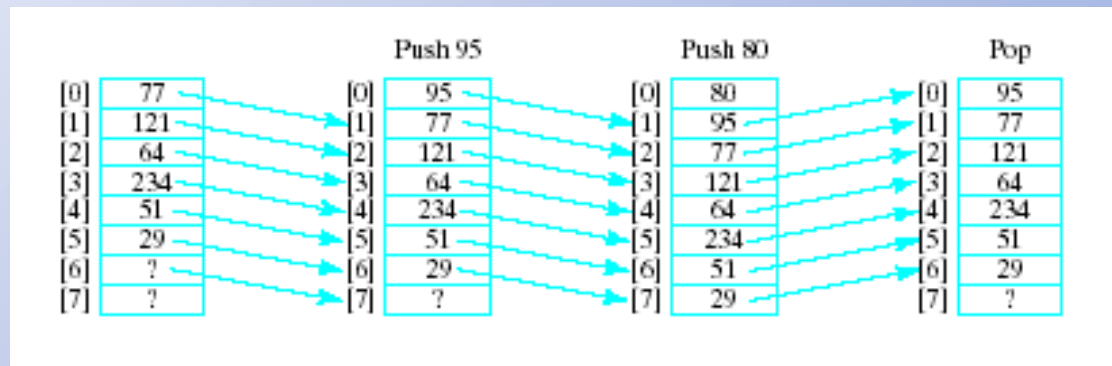 Push 95 Push 80 Pop
[0] 77 [0] 95 [0] 80 [0] 95
[1] 121 [1] 77 [1] 95 [1] 77
[2] 64 [2] 121 [2] 77 [2] 121
[3] 234 [3] 64 [3] 121 [3] 64
[4] 51 [4] 234 [4] 64 [4] 234
[5] 29 [5] 51 [5] 234 [5] 51
[6] ? [6] 29 [6] 51 [6] 29
[7] ? [7] ? [7] 29 [7] ?